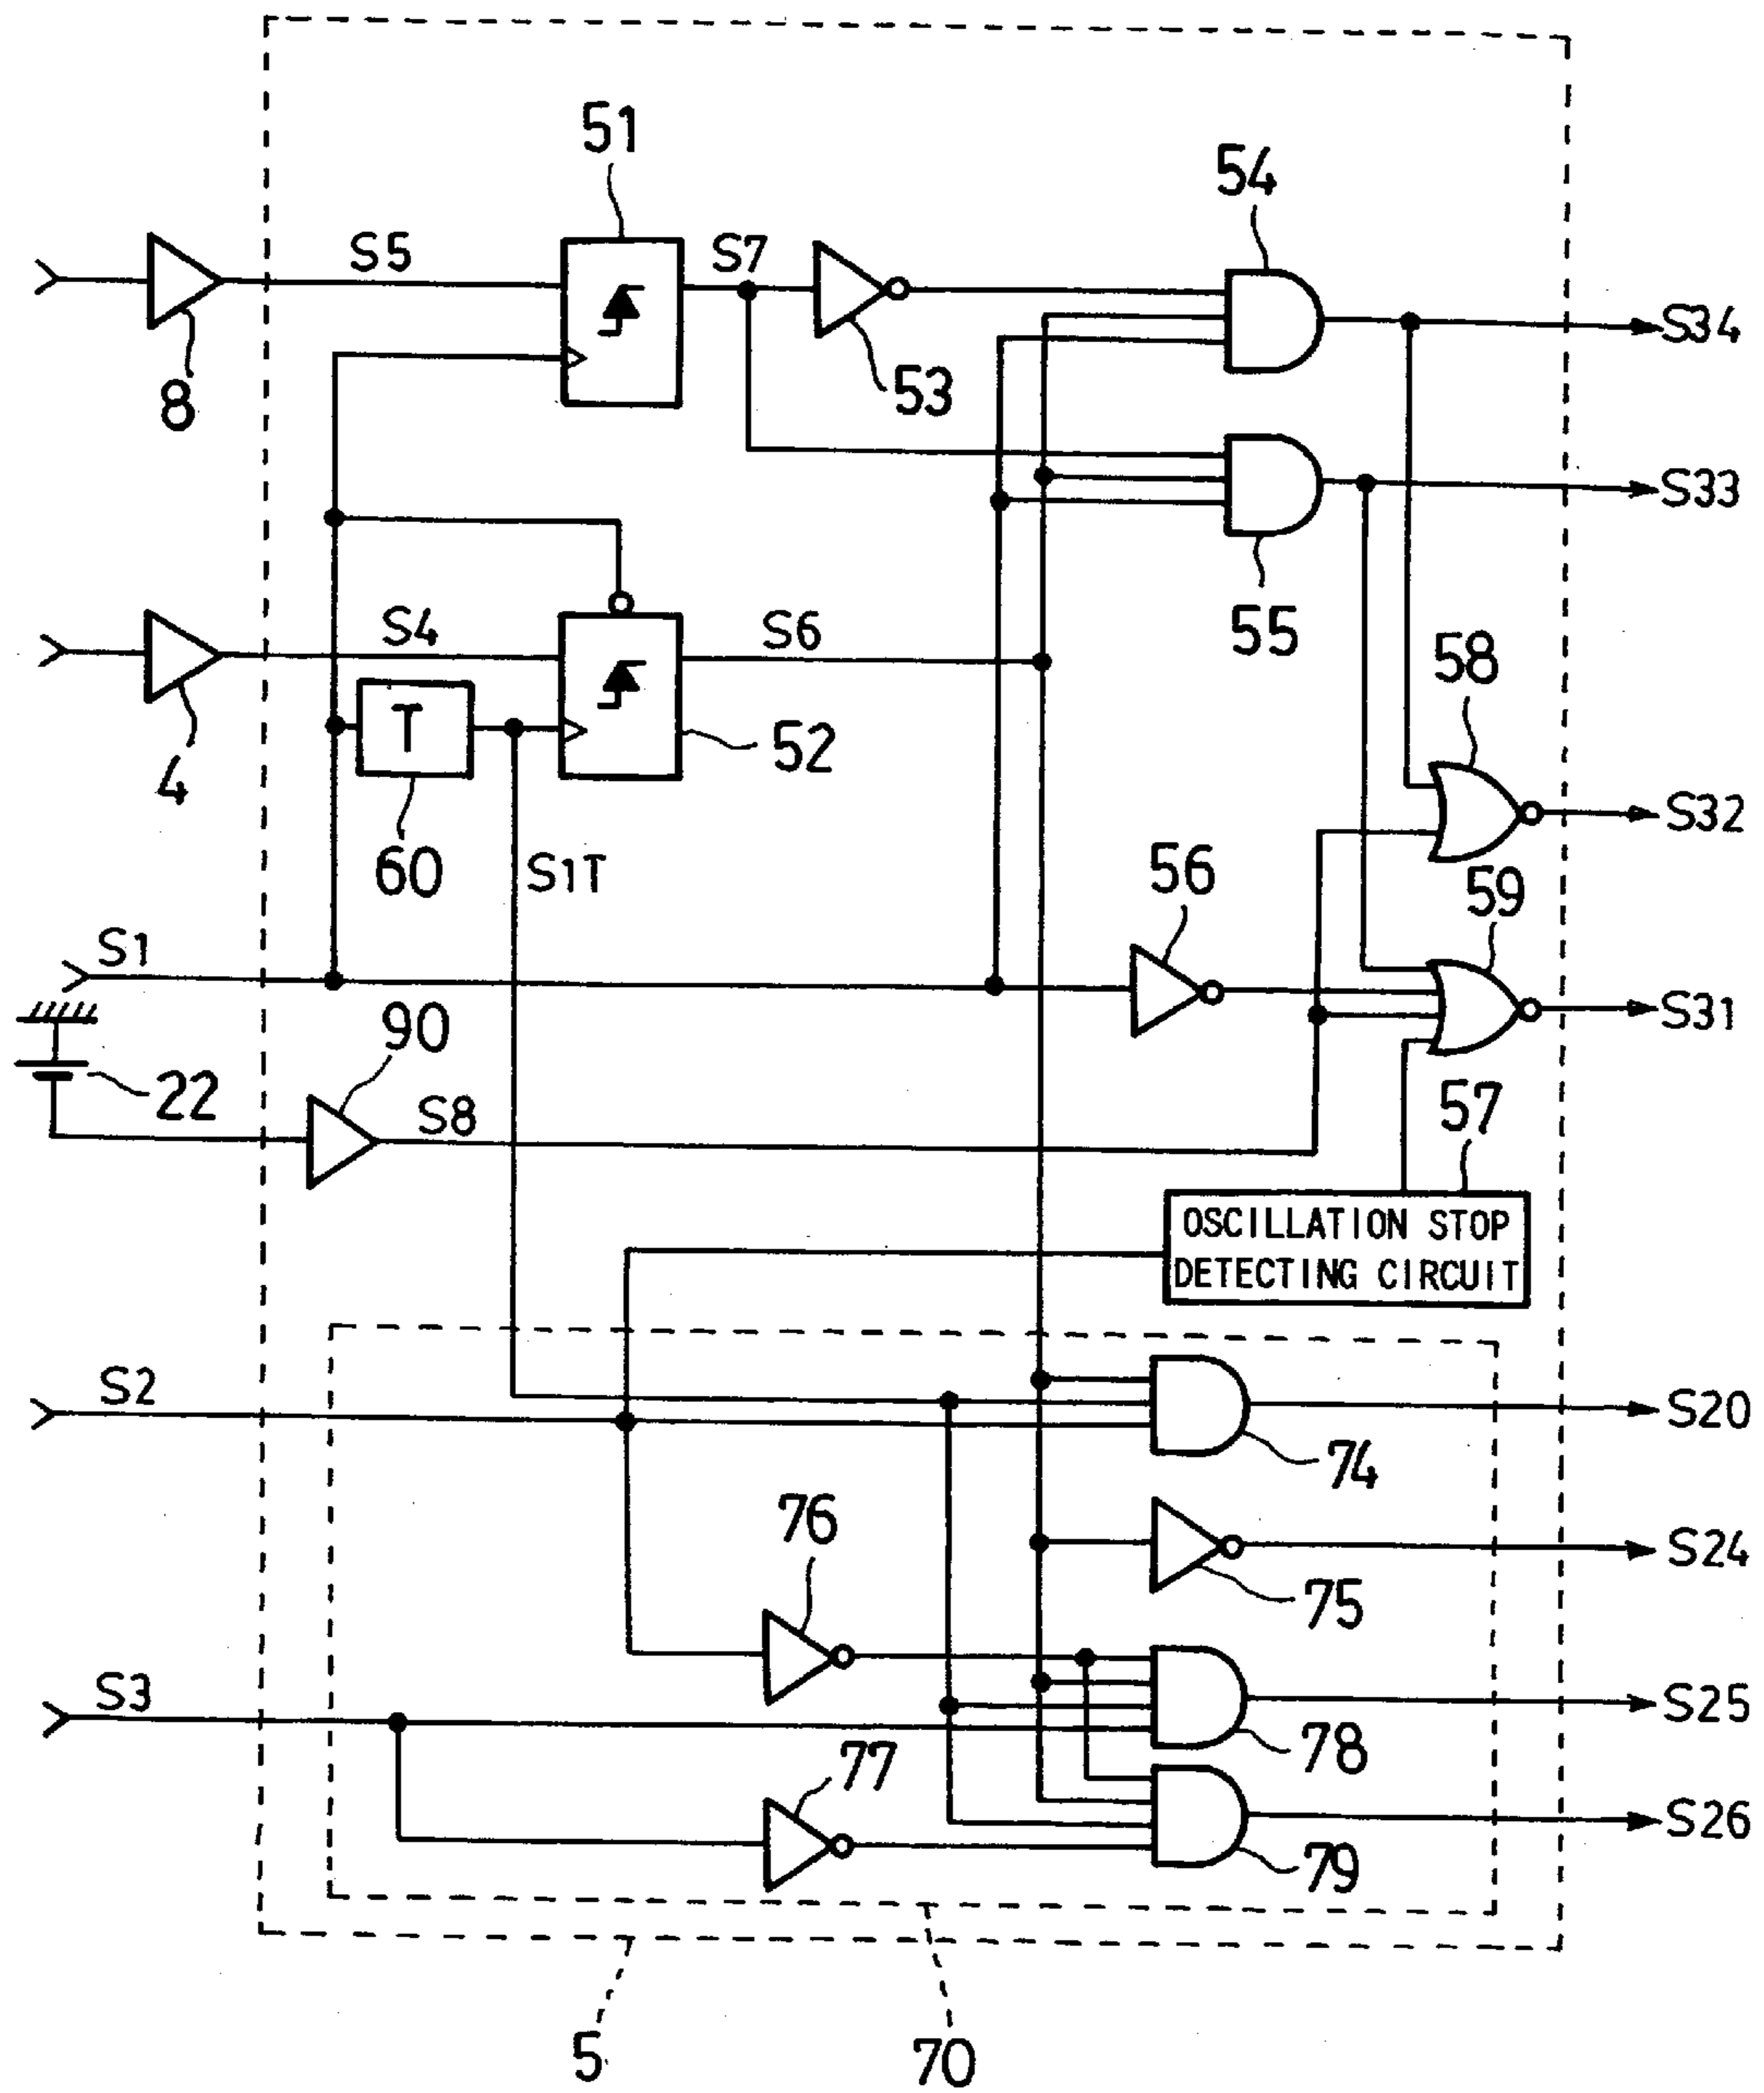 51
54
S5
S7
S34
8
53
S33
55
S4
S6
58
T
52
4
S32
60
S1T
56
59
S1
90
S31
22
S8
57
OSCILLATION STOP
DETECTING CIRCUIT
S2
S20
74
76
S24
75
S3
S25
77
78
S26
79
5
70